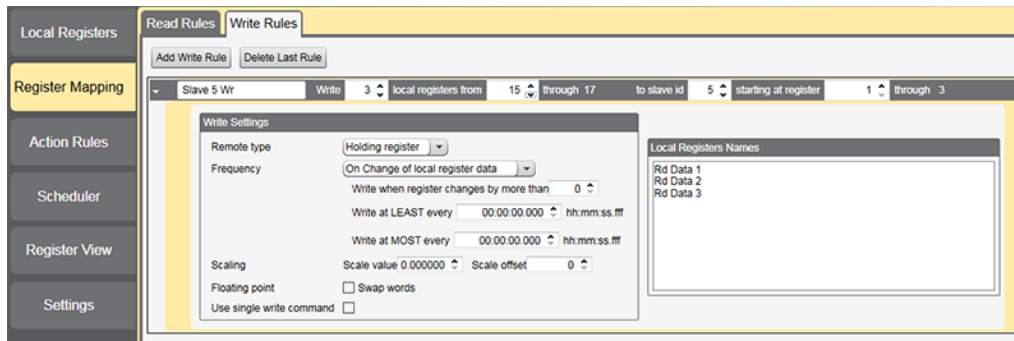 Local Registers
Register Mapping
Action Rules
Scheduler
Register View
Settings
Read Rules Write Rules
Add Write Rule Delete Last Rule
Slave 5 Wr Write 3 local registers from 15 through 17 to slave id 5 starting at register 1 through 3
Write Settings
Remote type Holding register
Frequency On Change of local register data
Write when register changes by more than 0
Write at LEAST every 00:00:00.000 hh:mm:ss.fff
Write at MOST every 00:00:00.000 hh:mm:ss.fff
Scaling Scale value 0.000000 Scale offset 0
Floating point Swap words
Use single write command
Local Registers Names
Rd Data 1
Rd Data 2
Rd Data 3